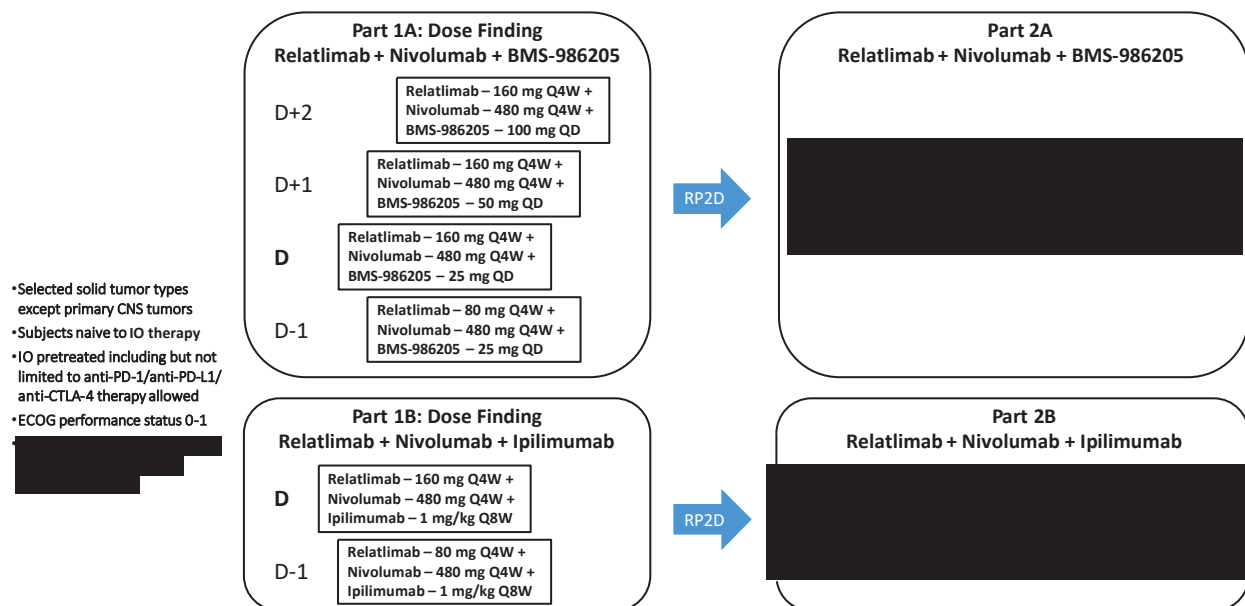 •Selected solid tumor types
except primary CNS tumors
•Subjects naive to IO therapy
•IO pretreated including but not
limited to anti-PD-1/anti-PD-L1/
anti-CTLA-4 therapy allowed
•ECOG performance status 0-1
•
Part 1A: Dose Finding
Relatlimab + Nivolumab + BMS-986205
D+2
Relatlimab – 160 mg Q4W +
Nivolumab – 480 mg Q4W +
BMS-986205 – 100 mg QD
D+1
Relatlimab – 160 mg Q4W +
Nivolumab – 480 mg Q4W +
BMS-986205 – 50 mg QD
D
Relatlimab – 160 mg Q4W +
Nivolumab – 480 mg Q4W +
BMS-986205 – 25 mg QD
D-1
Relatlimab – 80 mg Q4W +
Nivolumab – 480 mg Q4W +
BMS-986205 – 25 mg QD
RP2D
Part 2A
Relatlimab + Nivolumab + BMS-986205
Part 1B: Dose Finding
Relatlimab + Nivolumab + Ipilimumab
D
Relatlimab – 160 mg Q4W +
Nivolumab – 480 mg Q4W +
Ipilimumab – 1 mg/kg Q8W
D-1
Relatlimab – 80 mg Q4W +
Nivolumab – 480 mg Q4W +
Ipilimumab – 1 mg/kg Q8W
RP2D
Part 2B
Relatlimab + Nivolumab + Ipilimumab